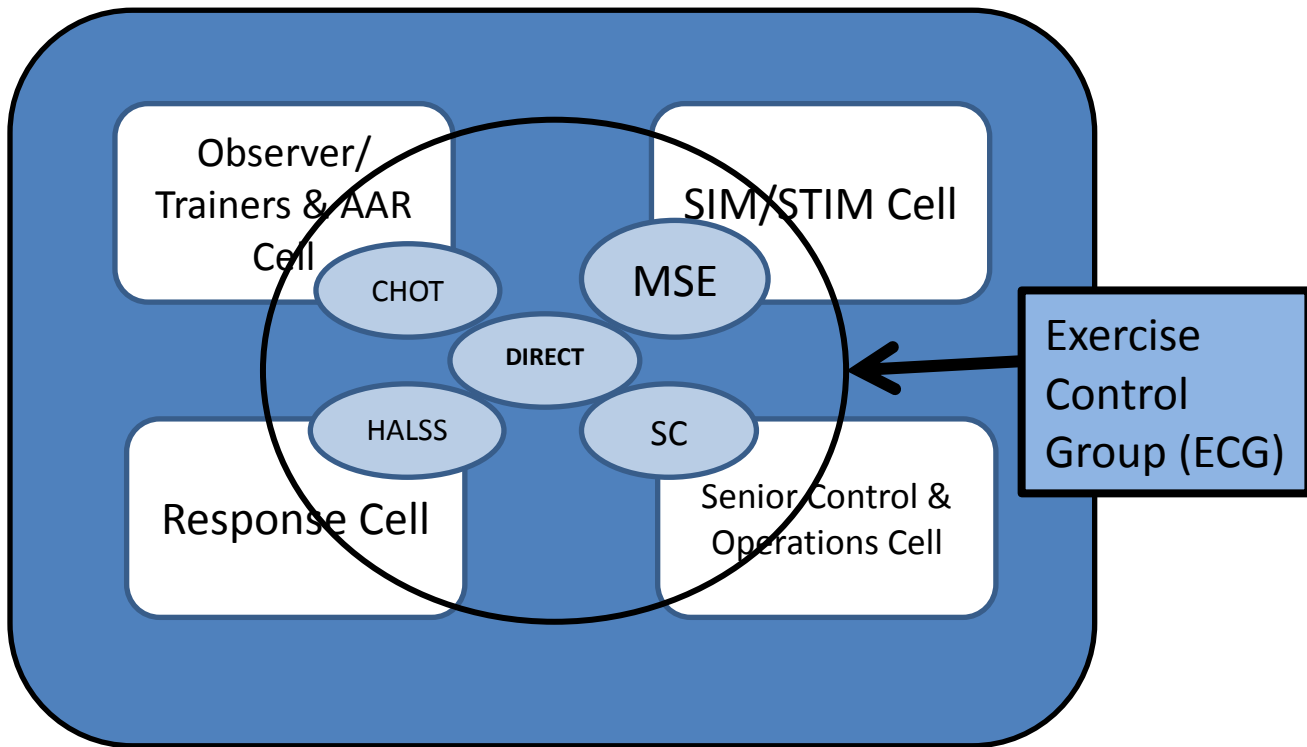 Observer/
Trainers & AAR
Cell
SIM/STIM Cell
CHOT
MSE
DIRECT
HALSS
SC
Response Cell
Senior Control &
Operations Cell
Exercise
Control
Group (ECG)